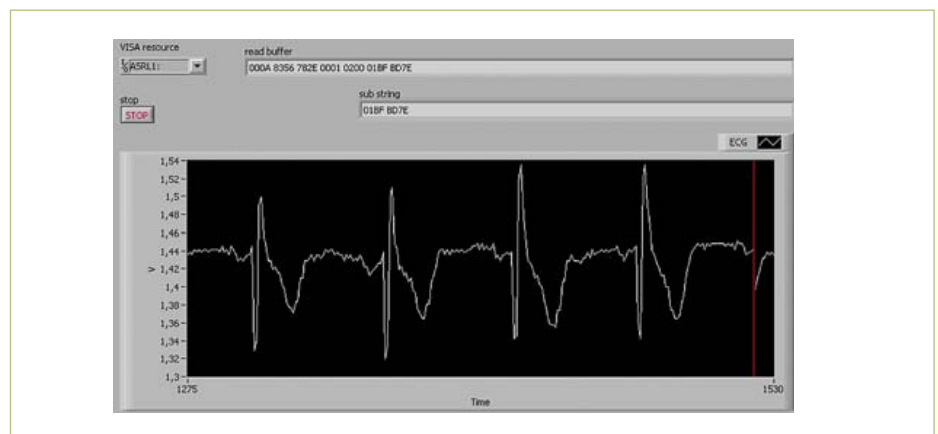 VISA resource
ASRL1:
read buffer
000A 8356 782E 0001 0200 01BF BD7E
stop
STOP
sub string
01BF BD7E
ECG
1,54
1,52
1,5
1,48
1,46
1,44
1,42
1,4
1,38
1,36
1,34
1,32
1,3
V
1275
1530
Time